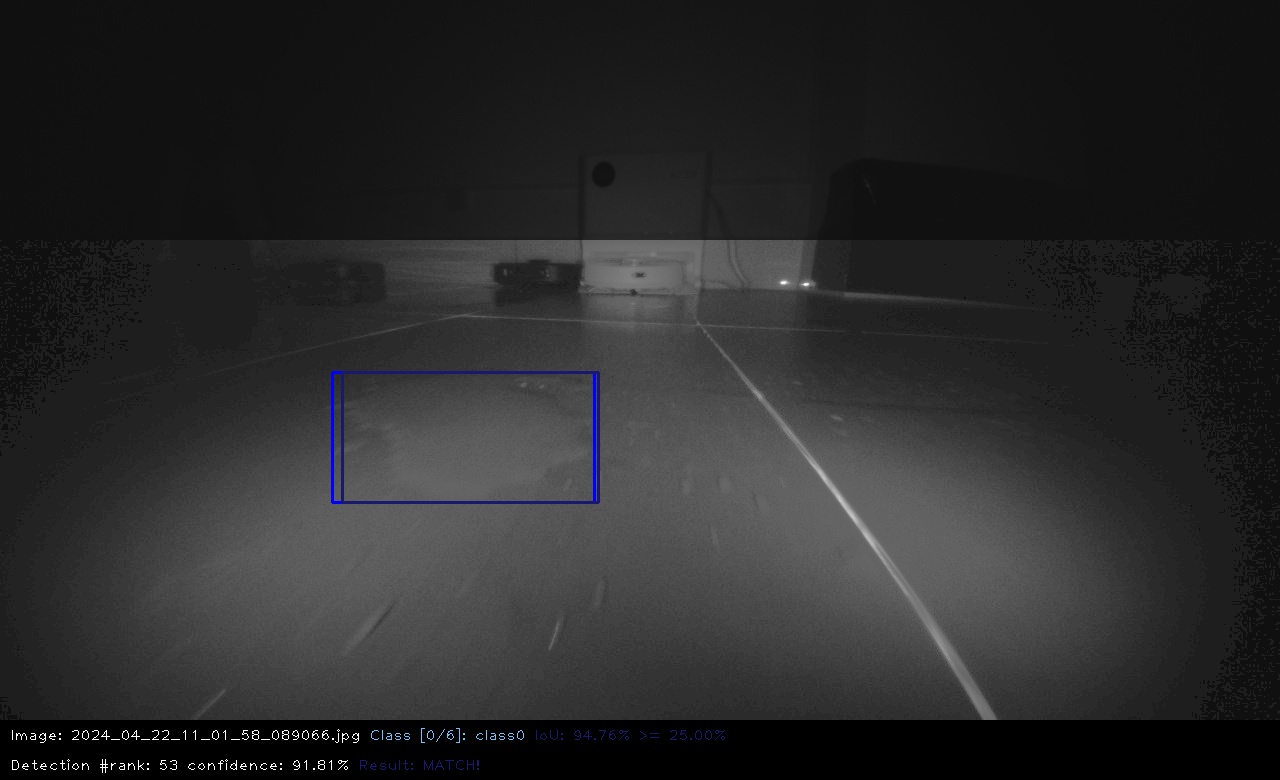 Image: 2024_04_22_11_01_58_089066.jpg Class [0/6]: class0 IoU: 94.76% >= 25.00%
Detection #rank: 53 confidence: 91.81% Result: MATCH!